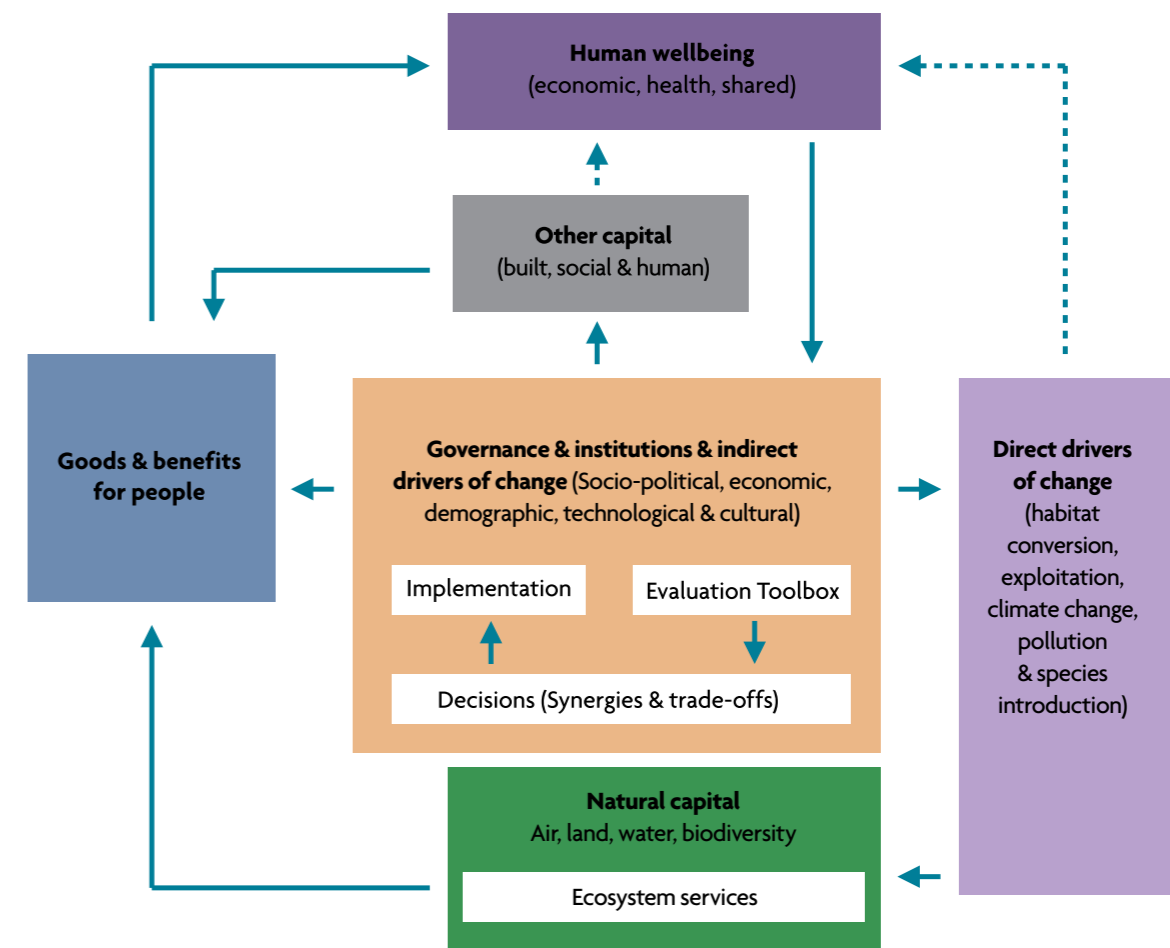 Human wellbeing
(economic, health, shared)
Other capital
(built, social & human)
Goods & benefits
for people
Governance & institutions & indirect
drivers of change (Socio-political, economic,
demographic, technological & cultural)
Implementation
Evaluation Toolbox
Decisions (Synergies & trade-offs)
Direct drivers
of change
(habitat
conversion,
exploitation,
climate change,
pollution
& species
introduction)
Natural capital
Air, land, water, biodiversity
Ecosystem services